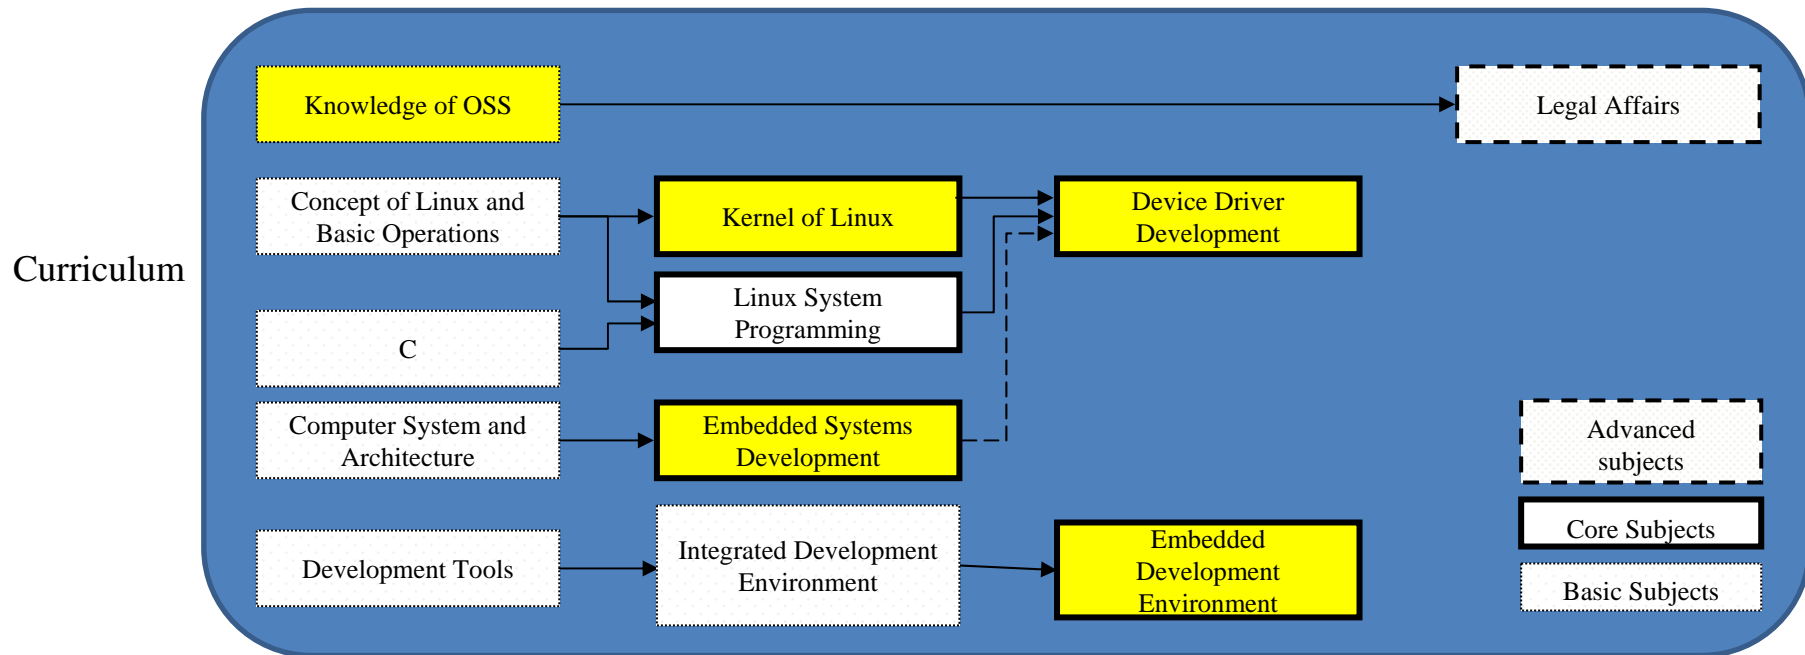 Curriculum
Knowledge of OSS
Legal Affairs
Concept of Linux and
Basic Operations
Kernel of Linux
Device Driver
Development
Linux System
Programming
C
Computer System and
Architecture
Embedded Systems
Development
Development Tools
Integrated Development
Environment
Embedded
Development
Environment
Advanced
subjects
Core Subjects
Basic Subjects